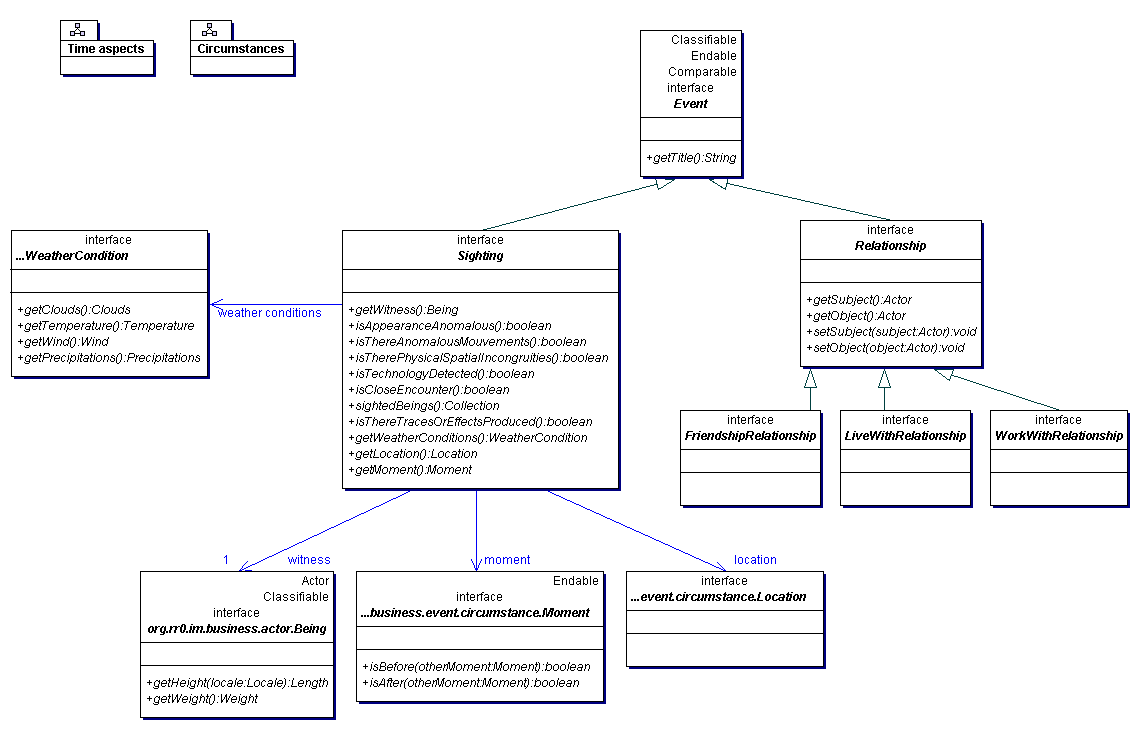 Time aspects
Circumstances
Classifiable
Endable
Comparable
interface
Event
+getTitle():String
interface
...WeatherCondition
+getClouds():Clouds
+getTemperature():Temperature
+getWind():Wind
+getPrecipitations():Precipitations
weather conditions
interface
Sighting
+getWitness():Being
+isAppearanceAnomalous():boolean
+isThereAnomalousMouvements():boolean
+isTherePhysicalSpatialIncongruities():boolean
+isTechnologyDetected():boolean
+isCloseEncounter():boolean
+sightedBeings():Collection
+isThereTracesOrEffectsProduced():boolean
+getWeatherConditions():WeatherCondition
+getLocation():Location
+getMoment():Moment
interface
Relationship
+getSubject():Actor
+getObject():Actor
+setSubject(subject:Actor):void
+setObject(object:Actor):void
interface
FriendshipRelationship
interface
LiveWithRelationship
interface
WorkWithRelationship
1
witness
moment
location
Actor
Classifiable
interface
org.rr0.im.business.actor.Being
+getHeight(locale:Locale):Length
+getWeight():Weight
Endable
interface
...business.event.circumstance.Moment
+isBefore(otherMoment:Moment):boolean
+isAfter(otherMoment:Moment):boolean
interface
...event.circumstance.Location